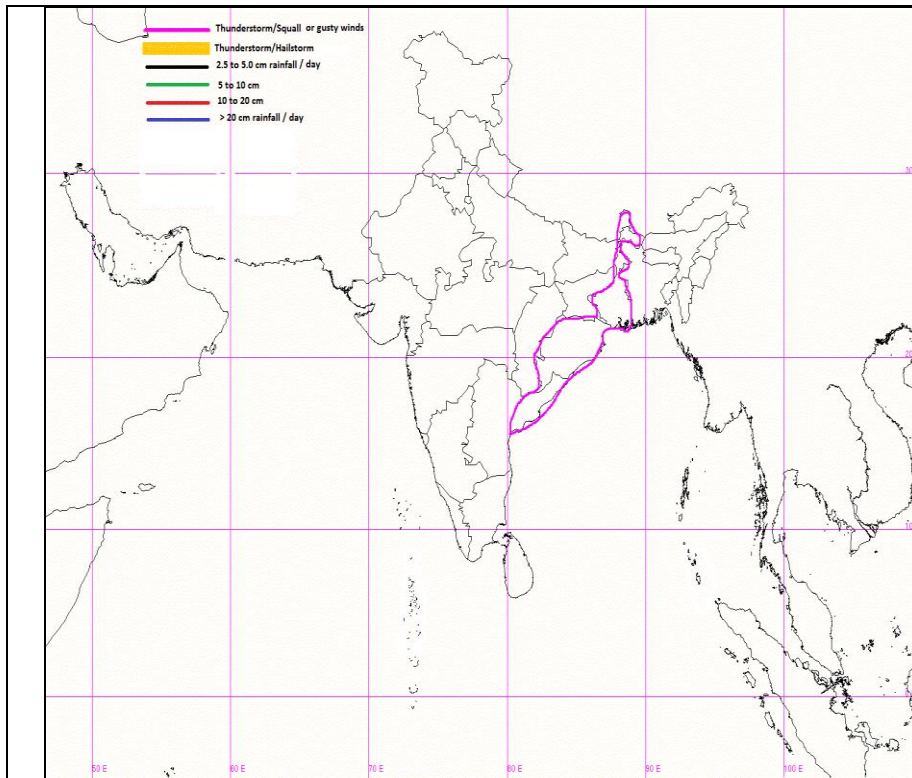 Thunderstorm/Squall or gusty winds
Thunderstorm/Hailstorm
2.5 to 5.0 cm rainfall / day
5 to 10 cm
10 to 20 cm
> 20 cm rainfall / day
30
20
10
50 E
60 E
70 E
80 E
90 E
100 E